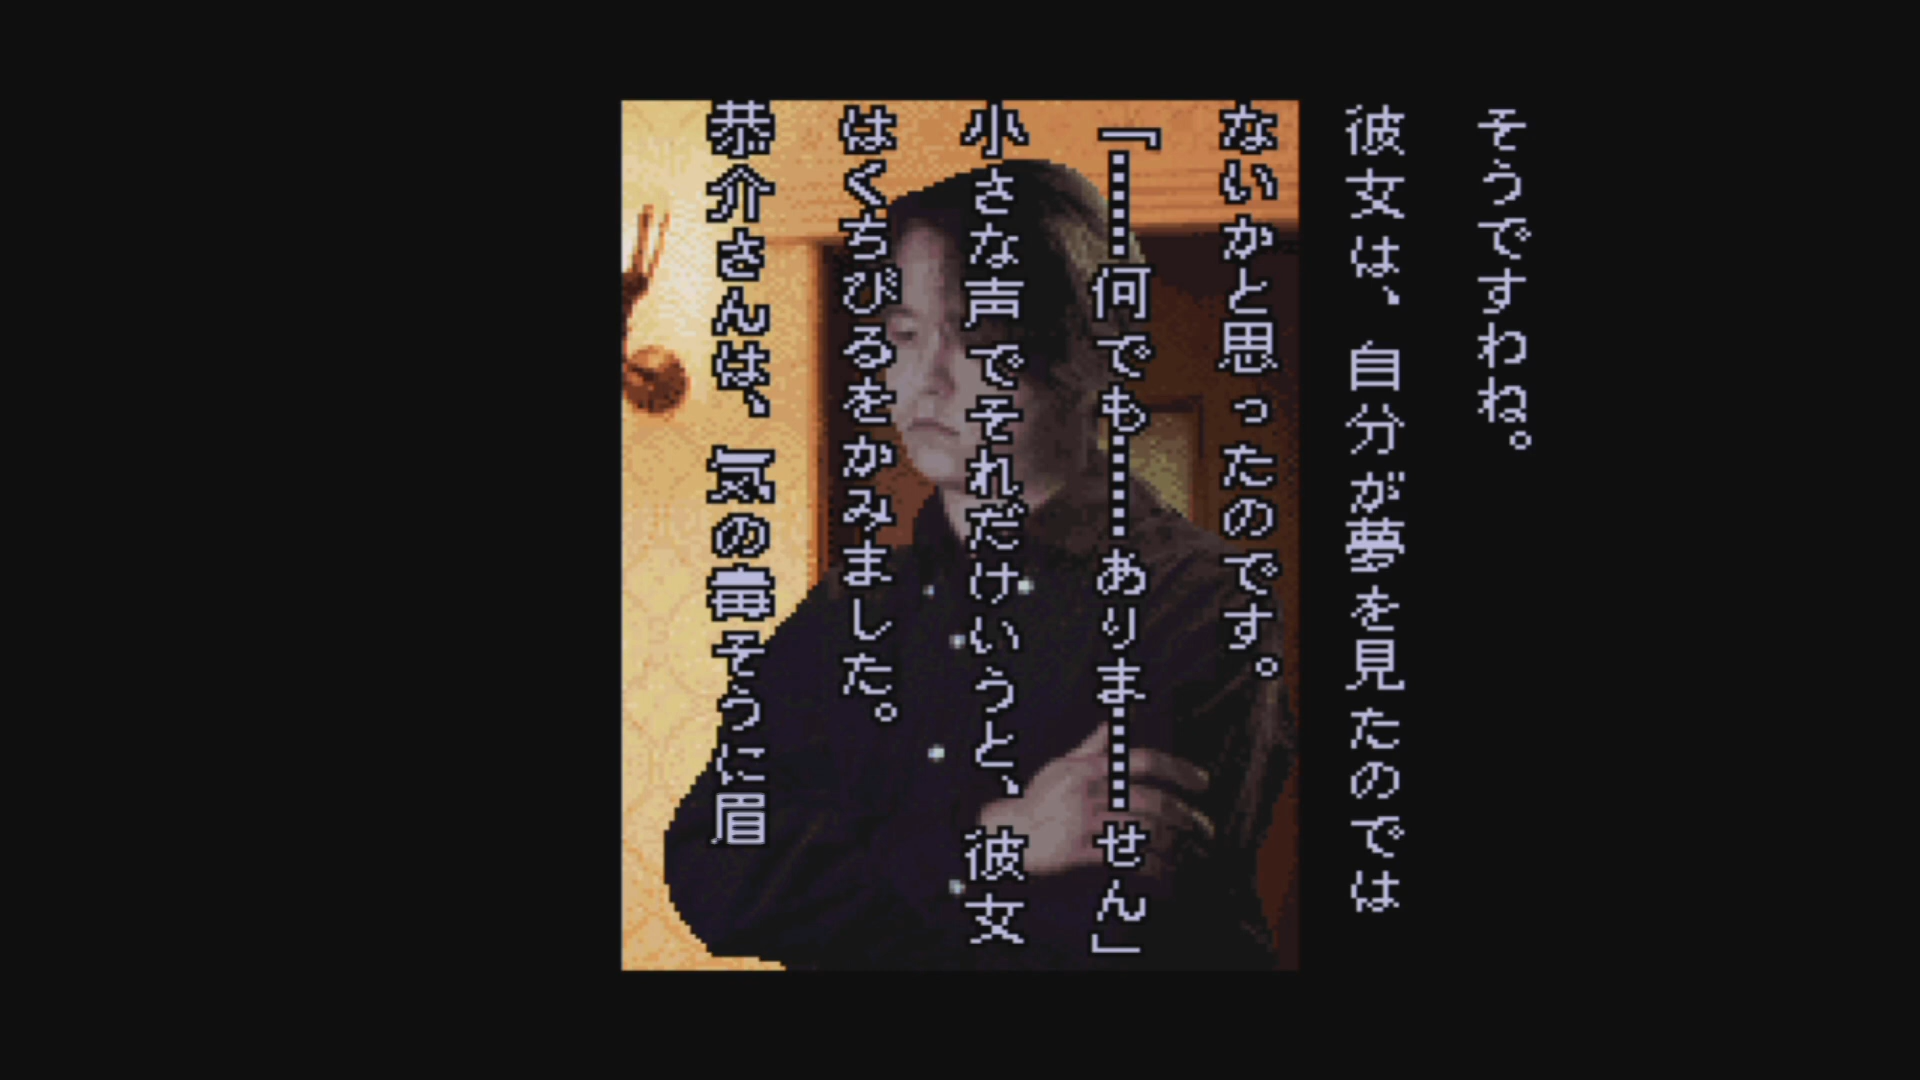 そうですわね。
彼女は、自分が夢を見たのでは
ないかと思ったのです。
「……何でも……ありま……せん」
小さな声でそれだけいうと、彼女
はくちびるをかみました。
恭介さんは、気の毒そうに眉